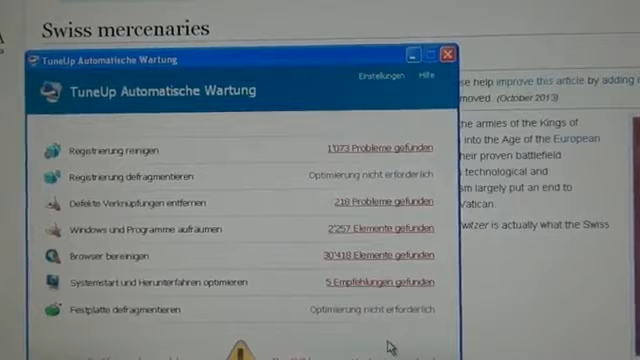 Swiss mercenaries
TuneUp Automatische Wartung
Einstellungen Hilfe
TuneUp Automatische Wartung
Registrierung reinigen 1'073 Probleme gefunden
Registrierung defragmentieren Optimierung nicht erforderlich
Defekte Verknüpfungen entfernen 218 Probleme gefunden
Windows und Programme aufräumen 2'257 Elemente gefunden
Browser bereinigen 30'418 Elemente gefunden
Systemstart und Herunterfahren optimieren 5 Empfehlungen gefunden
Festplatte defragmentieren Optimierung nicht erforderlich
se help improve this article by adding
moved. (October 2013)
he armies of the Kings of
into the Age of the European
heir proven battlefield
technological and
sm largely put an end to
Vatican.
witzer is actually what the Swiss